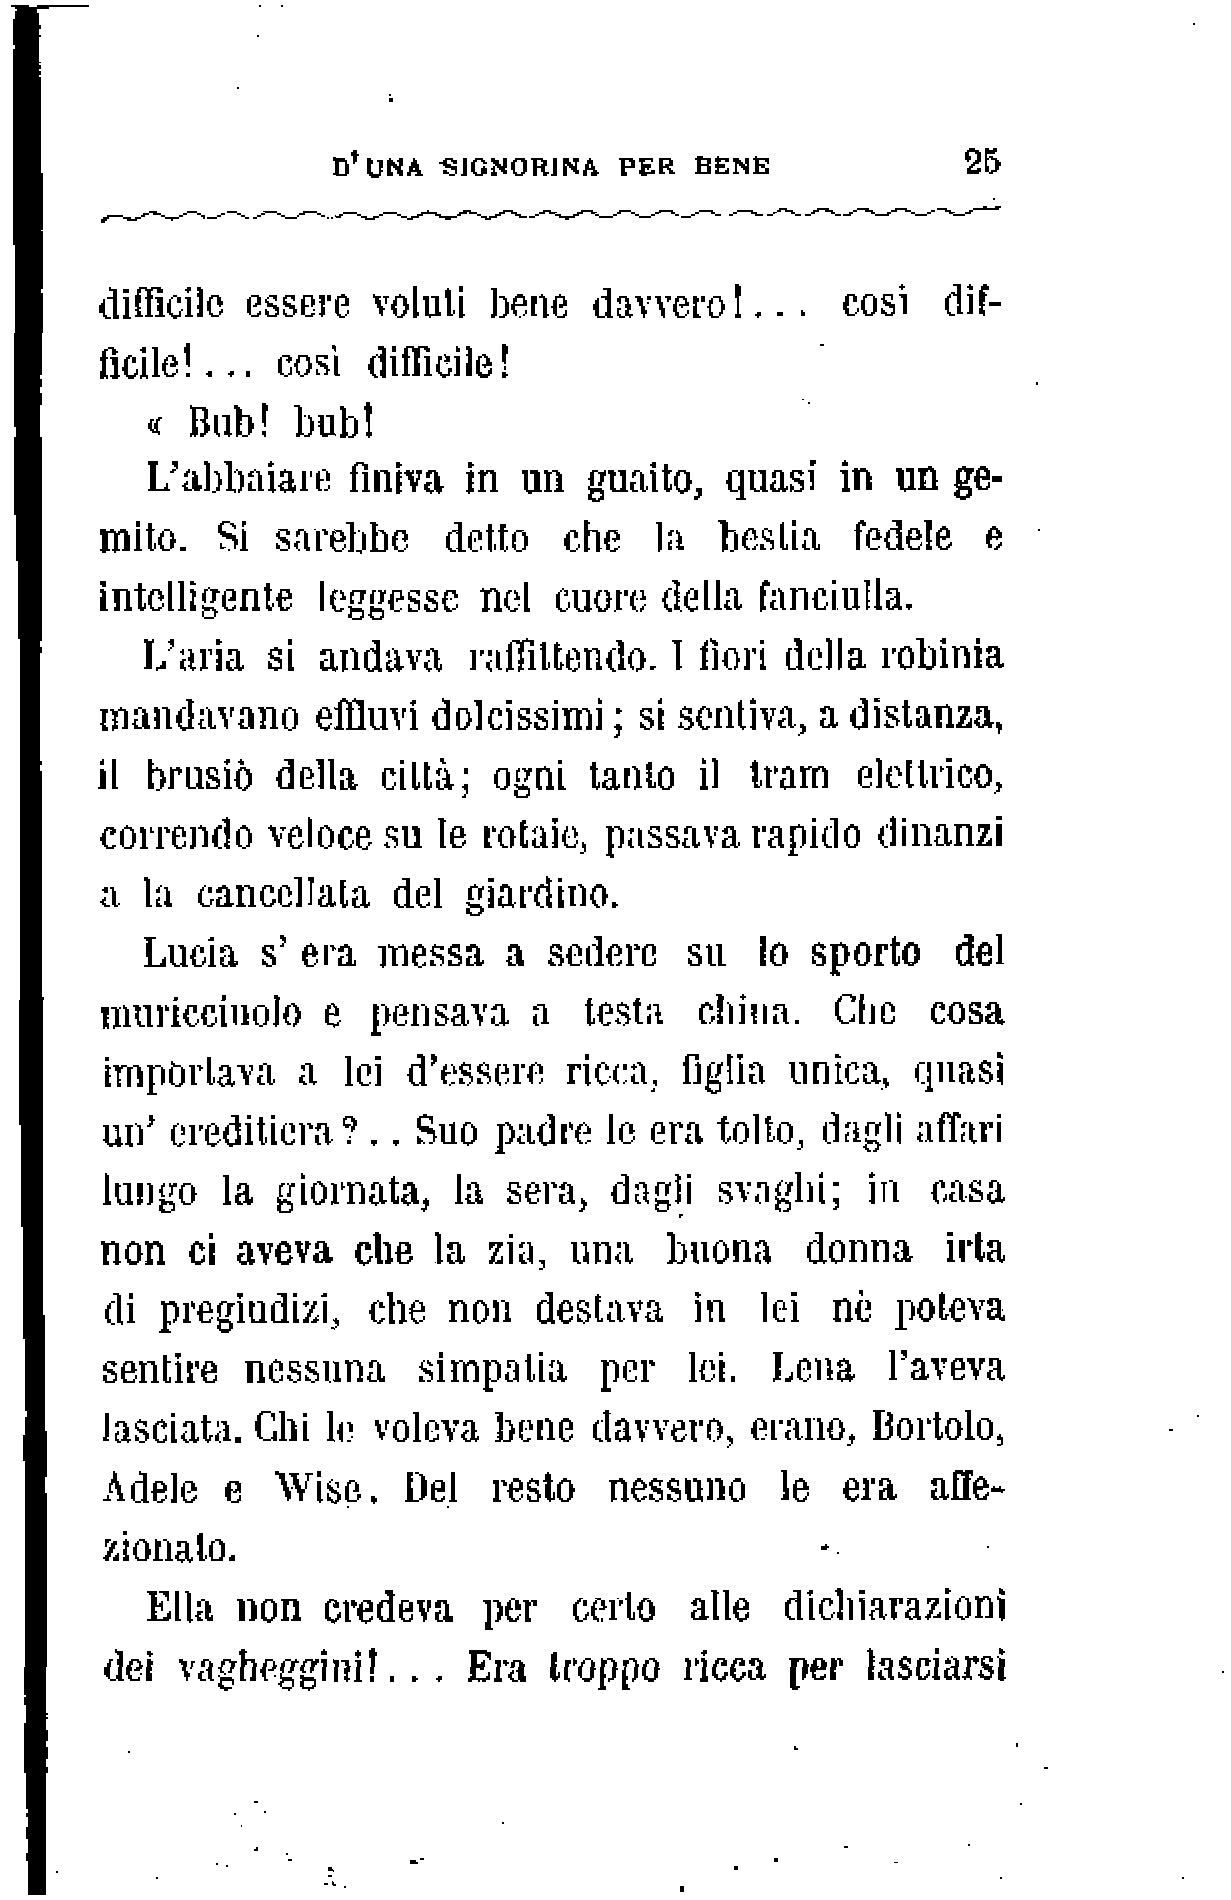 D'UNA SIGNORINA PER BENE 25
difficile essere voluti bene davvero!... così dif-
ficile!... così difficile!
« Bub! bub!
L'abbaiare finiva in un guaito, quasi in un ge-
mito. Si sarebbe detto che la bestia fedele e
intelligente leggesse nel cuore della fanciulla.
L'aria si andava raffittendo. I fiori della robinia
mandavano effluvi dolcissimi; si sentiva, a distanza,
il brusiò della città; ogni tanto il tram elettrico,
correndo veloce su le rotaie, passava rapido dinanzi
a la cancellata del giardino.
Lucia s' era messa a sedere su lo sporto del
muricciuolo e pensava a testa china. Che cosa
importava a lei d'essere ricca, figlia unica, quasi
un' ereditiera?.. Suo padre le era tolto, dagli affari
lungo la giornata, la sera, dagli svaghi; in casa
non ci aveva che la zia, una buona donna irta
di pregiudizi, che non destava in lei nè poteva
sentire nessuna simpatia per lei. Lena l'aveva
lasciata. Chi le voleva bene davvero, erano, Bortolo,
Adele e Wise. Del resto nessuno le era affe-
zionato.
Ella non credeva per certo alle dichiarazioni
dei vagheggini!... Era troppo ricca per lasciarsi